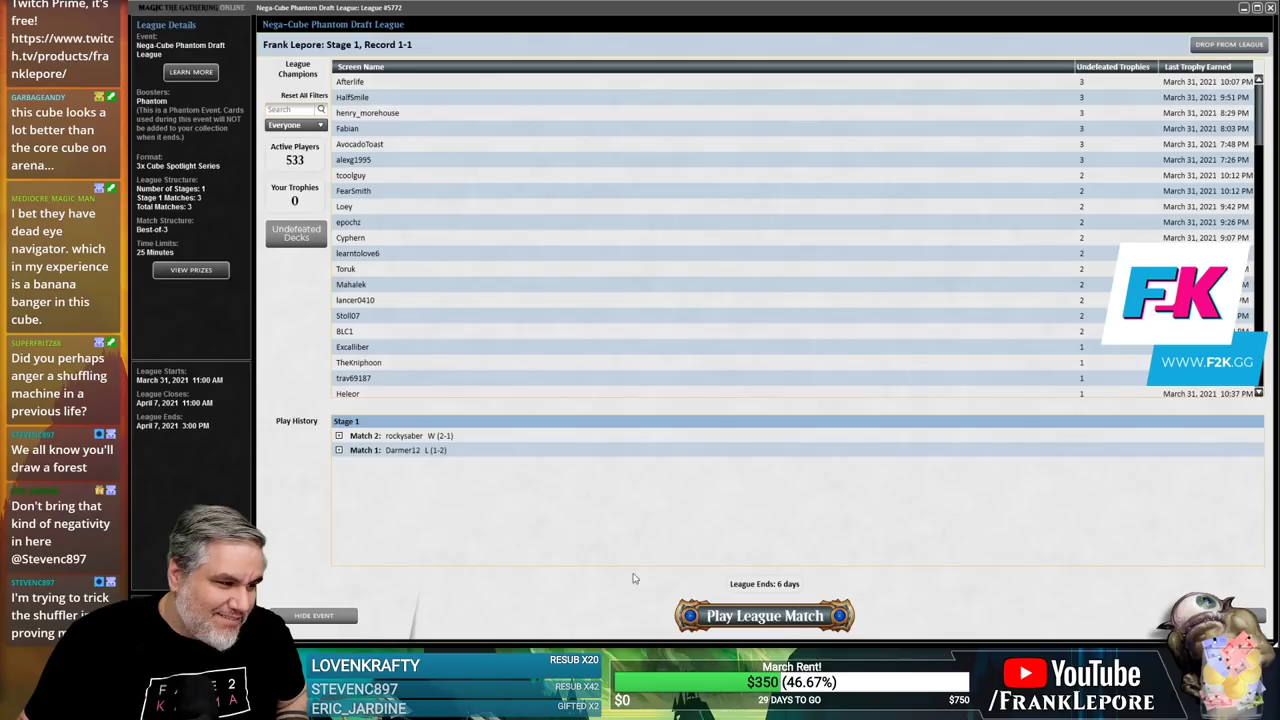 Twitch Prime, it's
free!
https://www.twitc
h.tv/products/fra
nklepore/
GARBAGEANDY
this cube looks a
lot better than
the core cube on
arena...
MEDIOCRE_MAGIC_MAN
I bet they have
dead eye
navigator. which
in my experience
is a banana
banger in this
cube.
SUPERFRITZ88
Did you perhaps
anger a shuffling
machine in a
previous life?
STEVENC897
We all know you'll
draw a forest
Don't bring that
kind of negativity
in here
@Stevenc897
STEVENC897
I'm trying to trick
the shuffler in
proving m
MAGIC THE GATHERING ONLINE
Nega-Cube Phantom Draft League: League #5772
League Details
Event:
Nega-Cube Phantom Draft
League
LEARN MORE
Boosters:
Phantom
(This is a Phantom Event. Cards
used during this event will NOT
be added to your collection
when it ends.)
Format:
3x Cube Spotlight Series
League Structure:
Number of Stages: 1
Stage 1 Matches: 3
Total Matches: 3
Match Structure:
Best-of-3
Time Limits:
25 Minutes
VIEW PRIZES
League Starts:
March 31, 2021 11:00 AM
League Closes:
April 7, 2021 11:00 AM
League Ends:
April 7, 2021 3:00 PM
Nega-Cube Phantom Draft League
Frank Lepore: Stage 1, Record 1-1
DROP FROM LEAGUE
League
Champions
Reset All Filters
Search
Everyone
Active Players
533
Your Trophies
0
Undefeated
Decks
Screen Name Undefeated Trophies Last Trophy Earned
Afterlife 3 March 31, 2021 10:07 PM
HalfSmile 3 March 31, 2021 9:51 PM
henry_morehouse 3 March 31, 2021 8:29 PM
Fabian 3 March 31, 2021 8:03 PM
AvocadoToast 3 March 31, 2021 7:48 PM
alexg1995 3 March 31, 2021 7:26 PM
tcoolguy 2 March 31, 2021 10:12 PM
FearSmith 2 March 31, 2021 10:12 PM
Loey 2 March 31, 2021 9:42 PM
epochz 2 March 31, 2021 9:26 PM
Cyphern 2 March 31, 2021 9:07 PM
learntolove6 2
Toruk 2 M
Mahalek 2 M
lancer0410 2 PM
Stoll07 2 PM
BLC1 2 PM
Excalliber 1
TheKniphoon 1
trav69187 1
Heleor 1 March 31, 2021 10:37 PM
F2K
WWW.F2K.GG
Play History
Stage 1
Match 2: rockysaber W (2-1)
Match 1: Darmer12 L (1-2)
League Ends: 6 days
HIDE EVENT
Play League Match
LOVENKRAFTY RESUB X20
STEVENC897 RESUB X42
ERIC_JARDINE GIFTED X2
March Rent!
$350 (46.67%)
$0 29 DAYS TO GO $750
YouTube
/FrankLepore